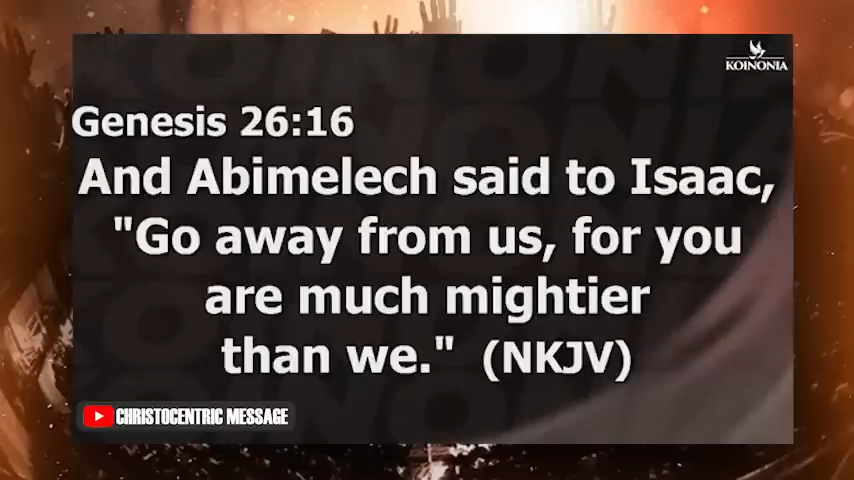 KOINONIA
Genesis 26:16
And Abimelech said to Isaac,
"Go away from us, for you
are much mightier
than we." (NKJV)
CHRISTOCENTRIC MESSAGE